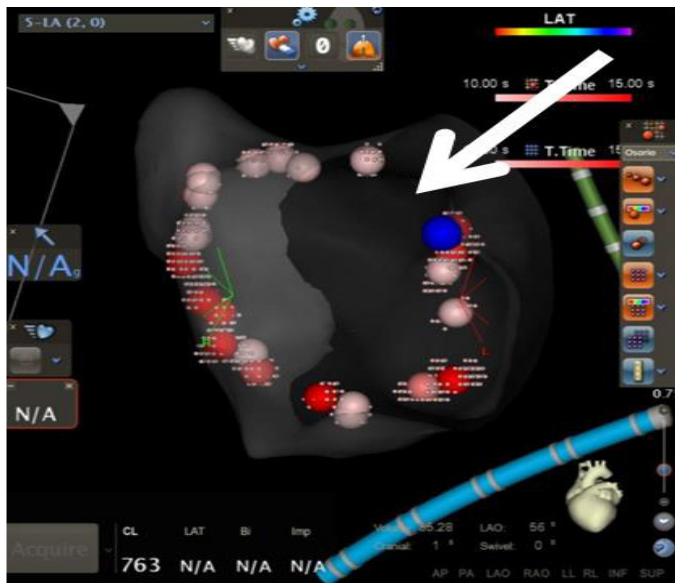 S-LA (2, 0)
0
LAT
10.00 s T.Time 15.00 s
T.Time
Osorio
N/A
N/A
0.7
L
CL LAT Bi Imp
763 N/A N/A N/A
Acquire
LAO: 56 °
Cranial: 1 ° Swivel: 0 °
AP PA LAO RAO LL RL INF SUP